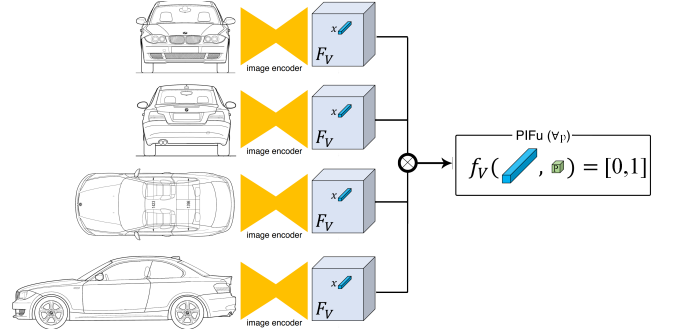 x
F_V
image encoder
x
F_V
image encoder
x
F_V
image encoder
x
F_V
image encoder
PIFu (∀p)
f_V( , p ) = [0,1]